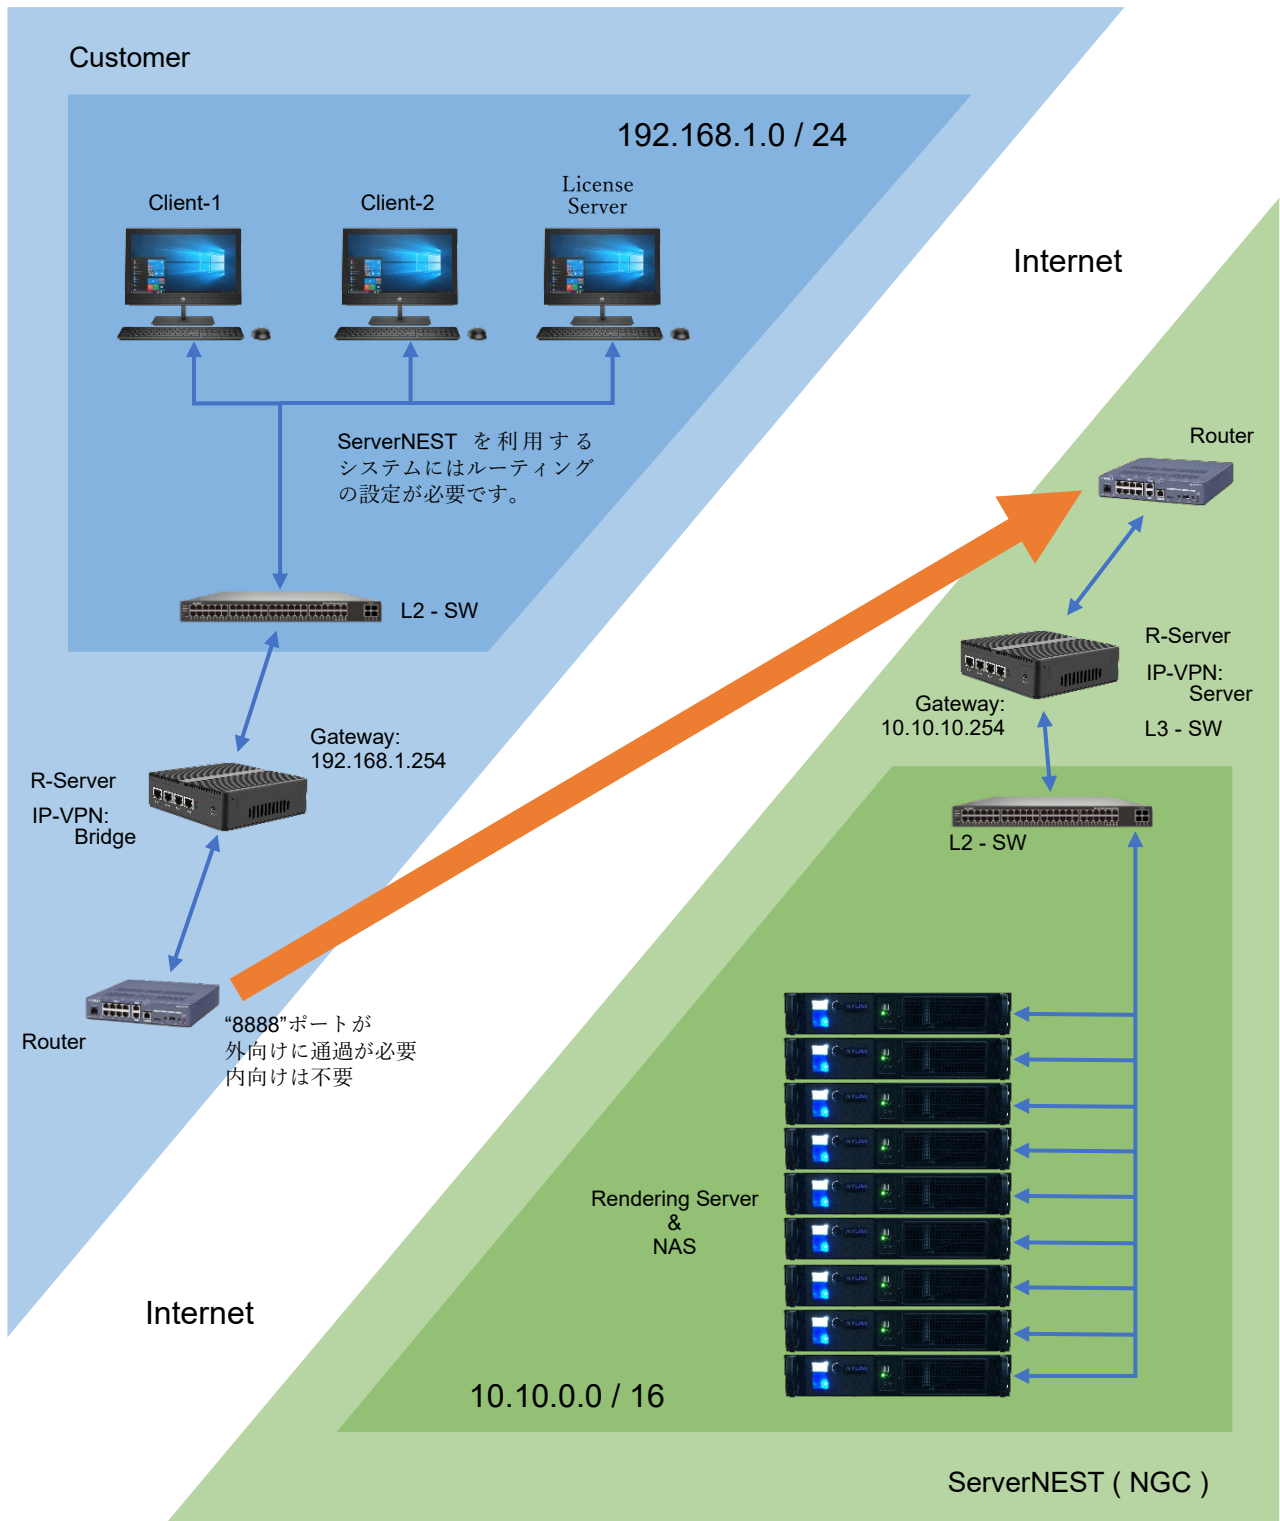 Customer
192.168.1.0 / 24
Client-1
Client-2
License
Server
Internet
ServerNEST を利用する
システムにはルーティング
の設定が必要です。
Router
L2 - SW
R-Server
IP-VPN:
Server
L3 - SW
Gateway:
10.10.10.254
Gateway:
192.168.1.254
R-Server
IP-VPN:
Bridge
L2 - SW
Router
“8888”ポートが
外向けに通過が必要
内向けは不要
Rendering Server
&
NAS
Internet
10.10.0.0 / 16
ServerNEST ( NGC )